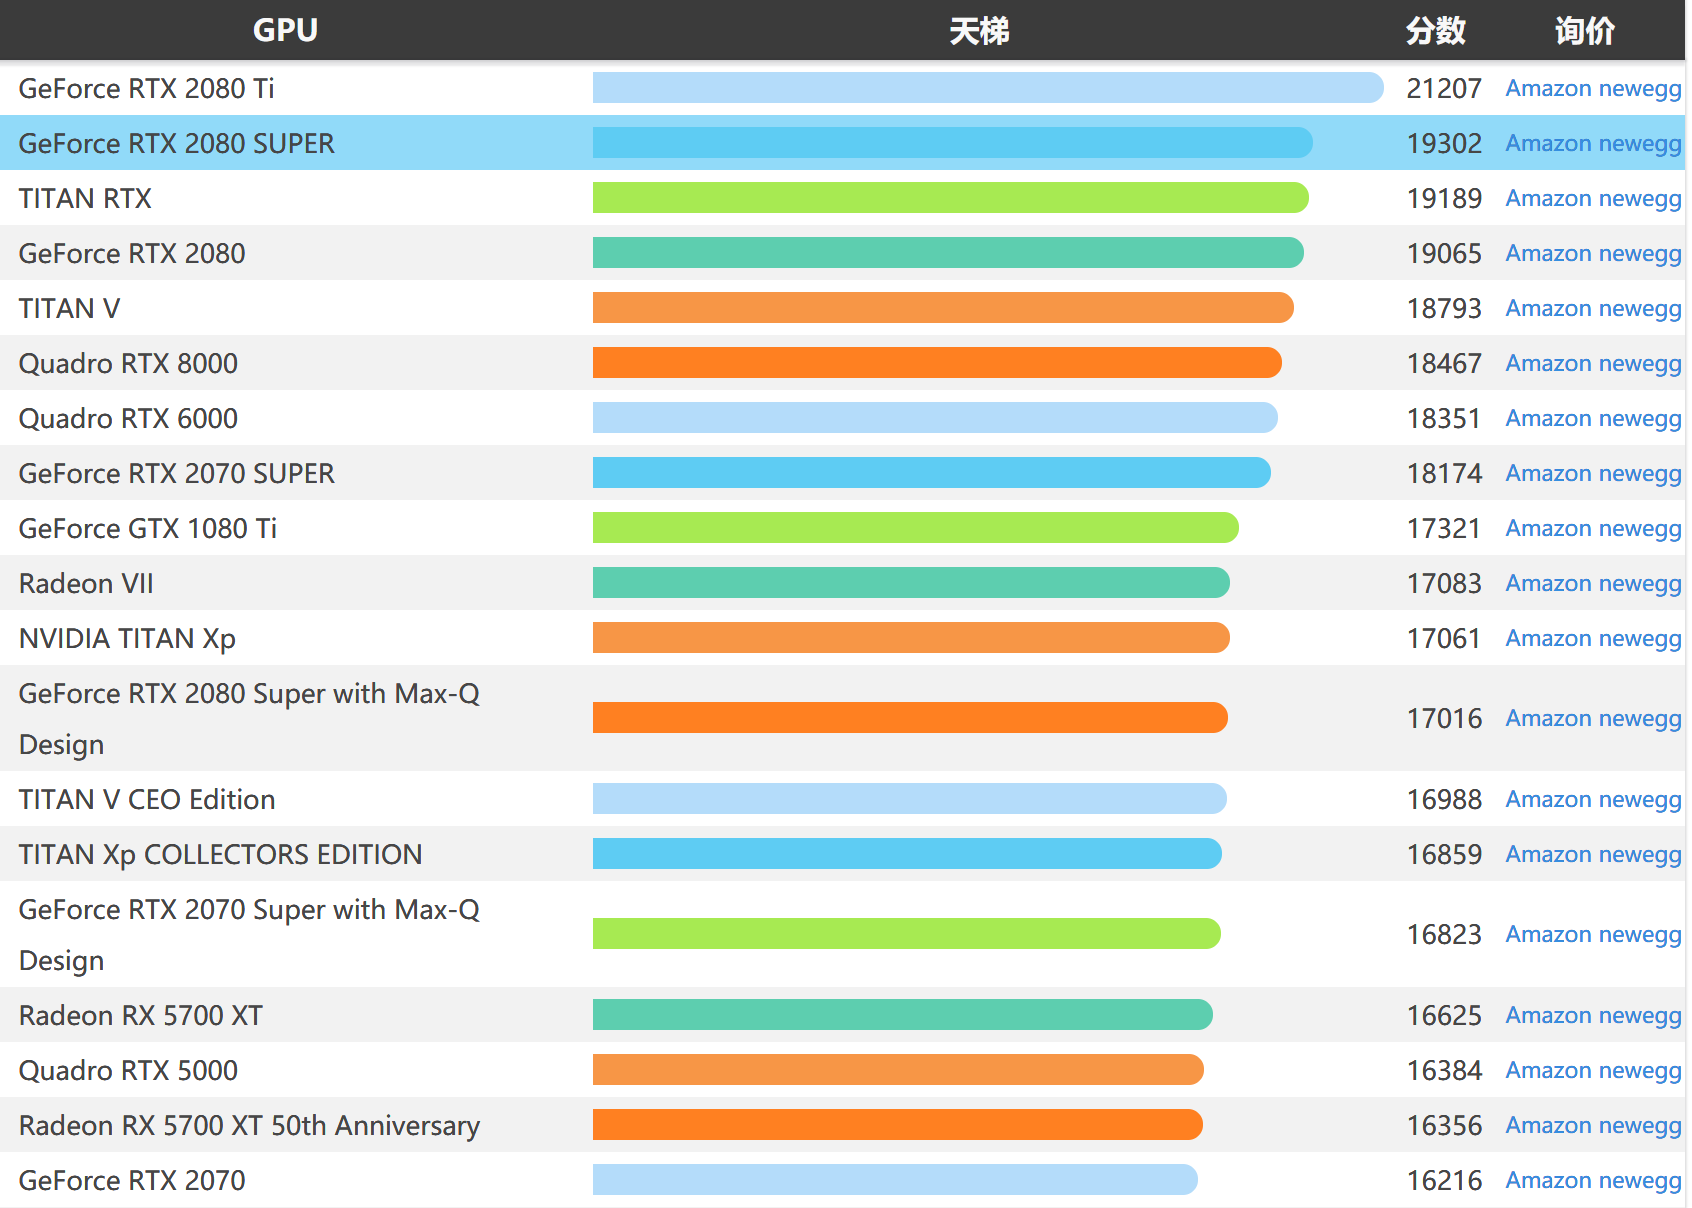 GPU 天梯 分数 询价
GeForce RTX 2080 Ti 21207 Amazon newegg
GeForce RTX 2080 SUPER 19302 Amazon newegg
TITAN RTX 19189 Amazon newegg
GeForce RTX 2080 19065 Amazon newegg
TITAN V 18793 Amazon newegg
Quadro RTX 8000 18467 Amazon newegg
Quadro RTX 6000 18351 Amazon newegg
GeForce RTX 2070 SUPER 18174 Amazon newegg
GeForce GTX 1080 Ti 17321 Amazon newegg
Radeon VII 17083 Amazon newegg
NVIDIA TITAN Xp 17061 Amazon newegg
GeForce RTX 2080 Super with Max-Q
Design 17016 Amazon newegg
TITAN V CEO Edition 16988 Amazon newegg
TITAN Xp COLLECTORS EDITION 16859 Amazon newegg
GeForce RTX 2070 Super with Max-Q
Design 16823 Amazon newegg
Radeon RX 5700 XT 16625 Amazon newegg
Quadro RTX 5000 16384 Amazon newegg
Radeon RX 5700 XT 50th Anniversary 16356 Amazon newegg
GeForce RTX 2070 16216 Amazon newegg